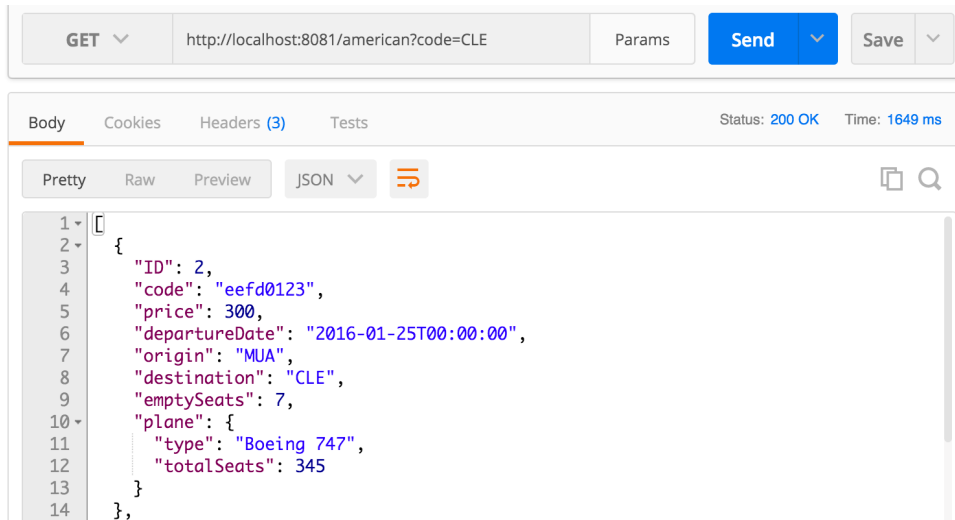 GET http://localhost:8081/american?code=CLE Params Send Save
Body Cookies Headers (3) Tests Status: 200 OK Time: 1649 ms
Pretty Raw Preview JSON
1 [
2 {
3 "ID": 2,
4 "code": "eefd0123",
5 "price": 300,
6 "departureDate": "2016-01-25T00:00:00",
7 "origin": "MUA",
8 "destination": "CLE",
9 "emptySeats": 7,
10 "plane": {
11 "type": "Boeing 747",
12 "totalSeats": 345
13 }
14 },